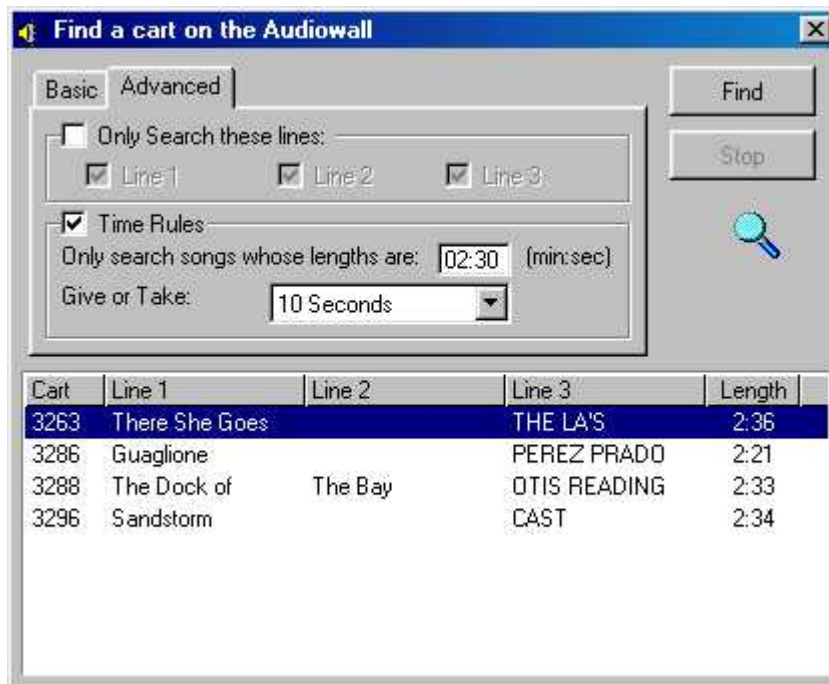 Find a cart on the Audiowall
Basic Advanced
Find
Only Search these lines:
Stop
Line 1 Line 2 Line 3
Time Rules
Only search songs whose lengths are: 02:30 (min:sec)
Give or Take: 10 Seconds
Cart Line 1 Line 2 Line 3 Length
3263 There She Goes THE LA'S 2:36
3286 Guaglione PEREZ PRADO 2:21
3288 The Dock of The Bay OTIS READING 2:33
3296 Sandstorm CAST 2:34